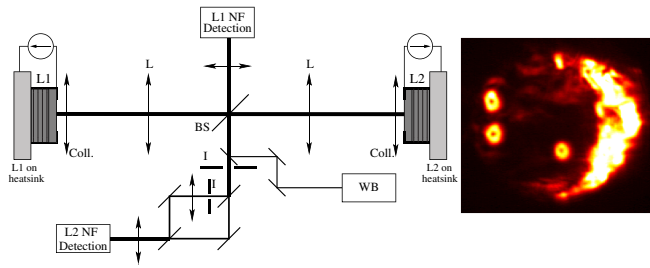 L1 NF
Detection
L1
L
L
L2
BS
Coll.
Coll.
L1 on
heatsink
I
I
L2 on
heatsink
WB
L2 NF
Detection